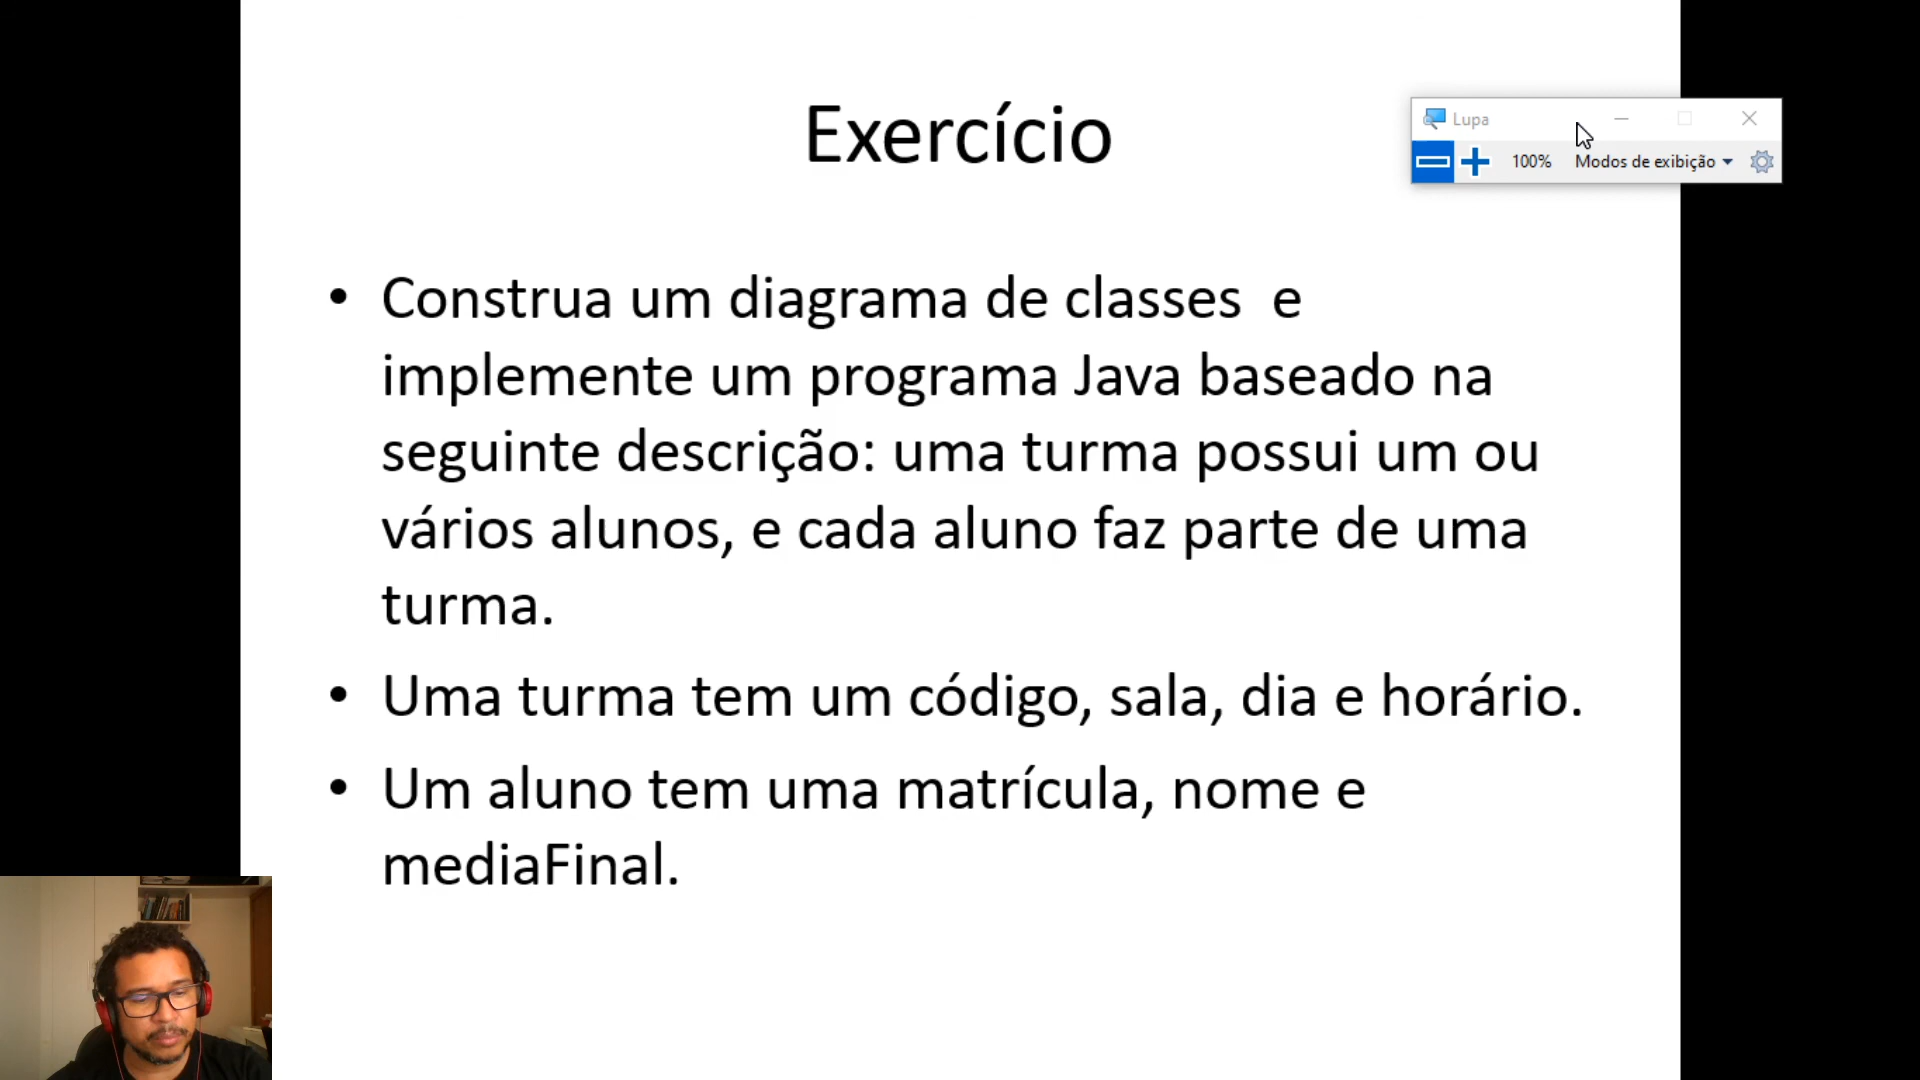 Exercício
Lupa
100% Modos de exibição
• Construa um diagrama de classes e
implemente um programa Java baseado na
seguinte descrição: uma turma possui um ou
vários alunos, e cada aluno faz parte de uma
turma.
• Uma turma tem um código, sala, dia e horário.
• Um aluno tem uma matrícula, nome e
mediaFinal.